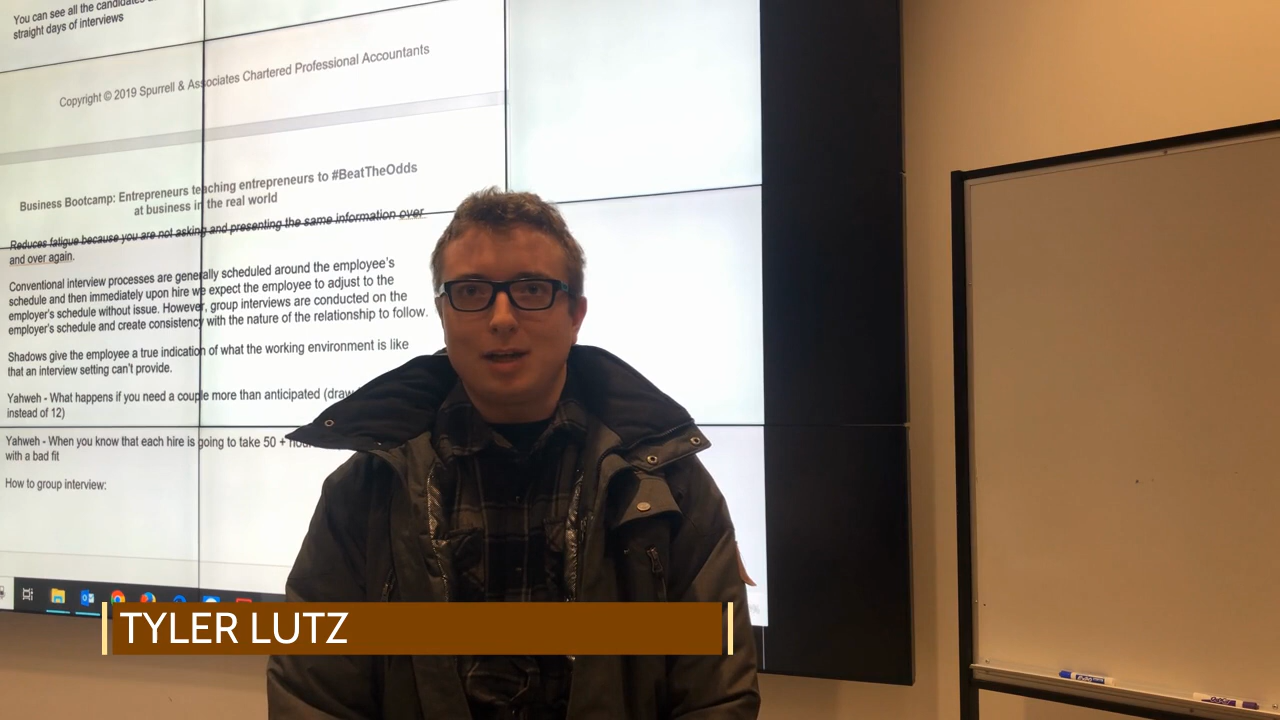 You can see all the candidates
straight days of interviews
Copyright © 2019 Spurrell & Associates Chartered Professional Accountants
Business Bootcamp: Entrepreneurs teaching entrepreneurs to #BeatTheOdds
at business in the real world
Reduces fatigue because you are not asking and presenting the same information over
and over again.
Conventional interview processes are generally scheduled around the employee's
schedule and then immediately upon hire we expect the employee to adjust to the
employer's schedule without issue. However, group interviews are conducted on the
employer's schedule and create consistency with the nature of the relationship to follow.
Shadows give the employee a true indication of what the working environment is like
that an interview setting can't provide.
Yahweh - What happens if you need a couple more than anticipated (draw
instead of 12)
Yahweh - When you know that each hire is going to take 50 +
with a bad fit
How to group interview:
TYLER LUTZ